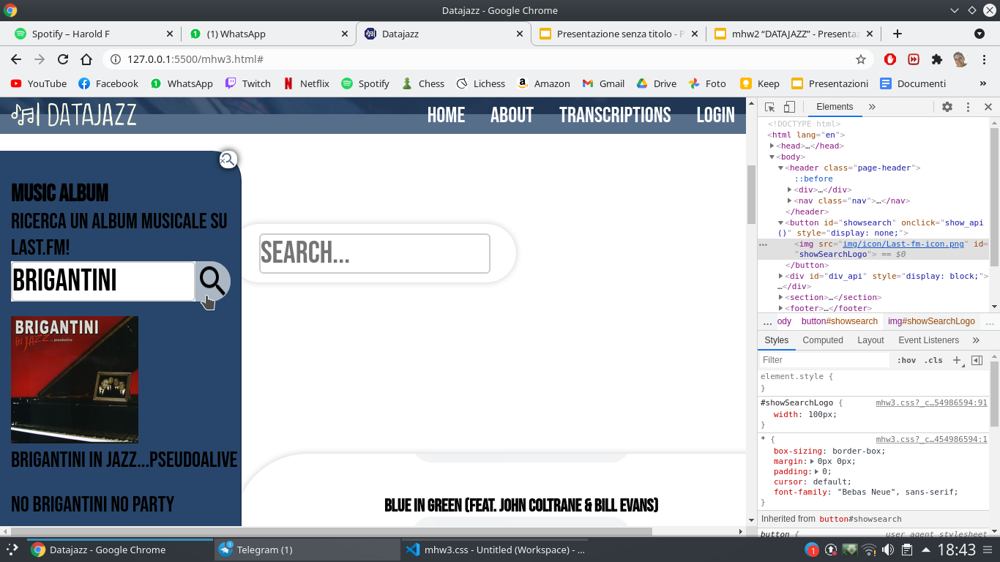 Datajazz - Google Chrome
Spotify – Harold F
(1) WhatsApp
Datajazz
Presentazione senza titolo - P
mhw2 “DATAJAZZ” - Presentaz
127.0.0.1:5500/mhw3.html#
YouTube
Facebook
WhatsApp
Twitch
Netflix
Spotify
Chess
Lichess
Amazon
Gmail
Drive
Foto
Keep
Presentazioni
Documenti
»
DATAJAZZ
HOME
ABOUT
TRANSCRIPTIONS
LOGIN
MUSIC ALBUM
RICERCA UN ALBUM MUSICALE SU
LAST.FM!
BRIGANTINI
SEARCH...
BRIGANTINI
in JAZZ ... pseudoalive
BRIGANTINI IN JAZZ...PSEUDOALIVE
NO BRIGANTINI NO PARTY
BLUE IN GREEN (FEAT. JOHN COLTRANE & BILL EVANS)
Elements
»
<!DOCTYPE html>
<html lang="en">
<head>…</head>
<body>
<header class="page-header">
::before
<div>…</div>
<nav class="nav">…</nav>
</header>
<button id="showsearch" onclick="show_api
()" style="display: none;">
<img src="img/icon/Last-fm-icon.png" id=
"showSearchLogo"> == $0
</button>
<div id="div_api" style="display: block;">
…</div>
<section>…</section>
<footer>…</footer>
... ody button#showsearch img#showSearchLogo ...
Styles
Computed
Layout
Event Listeners
»
Filter
:hov
.cls
element.style {
}
#showSearchLogo {
mhw3.css?_c…54986594:91
width: 100px;
}
* {
mhw3.css?_c…454986594:1
box-sizing: border-box;
margin: 0px 0px;
padding: 0;
cursor: default;
font-family: "Bebas Neue", sans-serif;
}
Inherited from button#showsearch
button {
user agent stylesheet
Datajazz - Google Chrome
Telegram (1)
mhw3.css - Untitled (Workspace) - ...
1
18:43